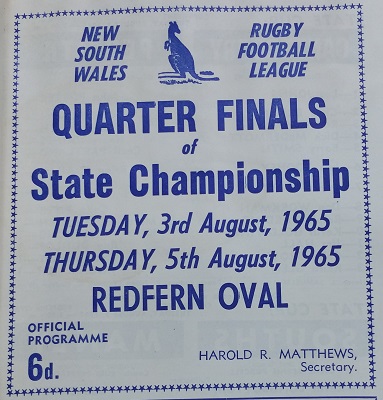 NEW SOUTH WALES
RUGBY FOOTBALL LEAGUE
QUARTER FINALS
of
State Championship
TUESDAY, 3rd August, 1965
THURSDAY, 5th August, 1965
REDFERN OVAL
OFFICIAL
PROGRAMME
6d.
HAROLD R. MATTHEWS,
Secretary.